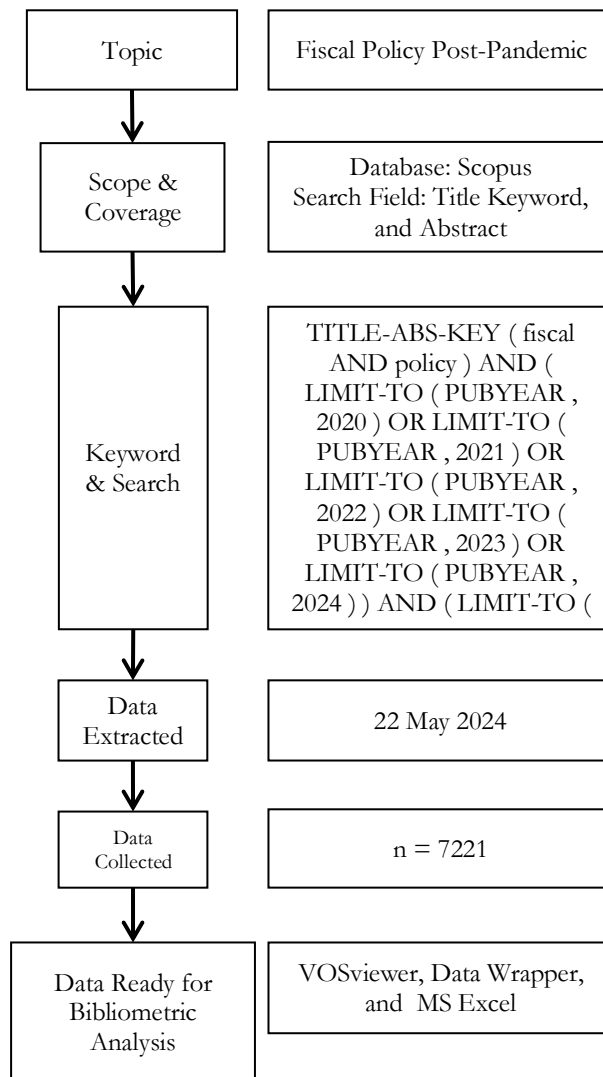 Topic
Fiscal Policy Post-Pandemic
Scope &
Coverage
Database: Scopus
Search Field: Title Keyword,
and Abstract
Keyword
& Search
TITLE-ABS-KEY ( fiscal
AND policy ) AND (
LIMIT-TO ( PUBYEAR ,
2020 ) OR LIMIT-TO (
PUBYEAR , 2021 ) OR
LIMIT-TO ( PUBYEAR ,
2022 ) OR LIMIT-TO (
PUBYEAR , 2023 ) OR
LIMIT-TO ( PUBYEAR ,
2024 ) ) AND ( LIMIT-TO (
Data
Extracted
22 May 2024
Data
Collected
n = 7221
Data Ready for
Bibliometric
Analysis
VOSviewer, Data Wrapper,
and MS Excel